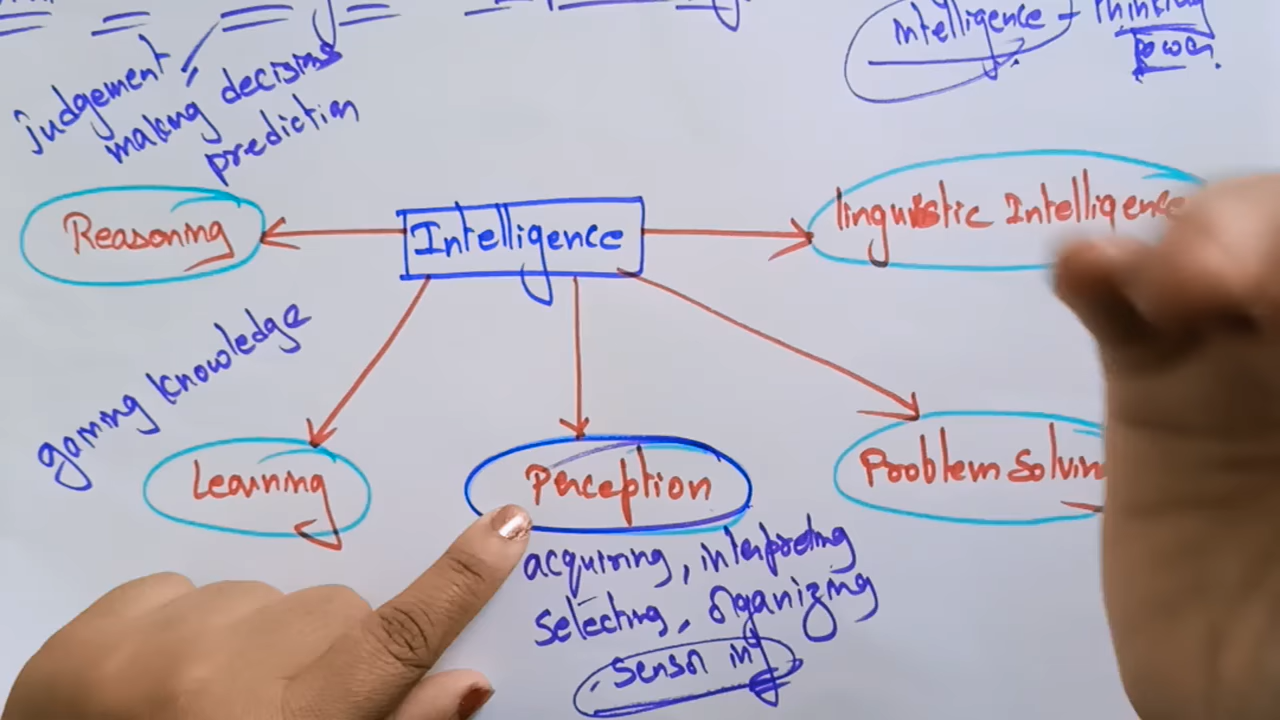 Intelligence - Thinking
power.
judgement
making decisions
prediction
Reasoning
Intelligence
linguistic Intelligence
gaining knowledge
Learning
Perception
Problem Solvin
acquiring, interpreting
selecting, organizing
Sensor ing